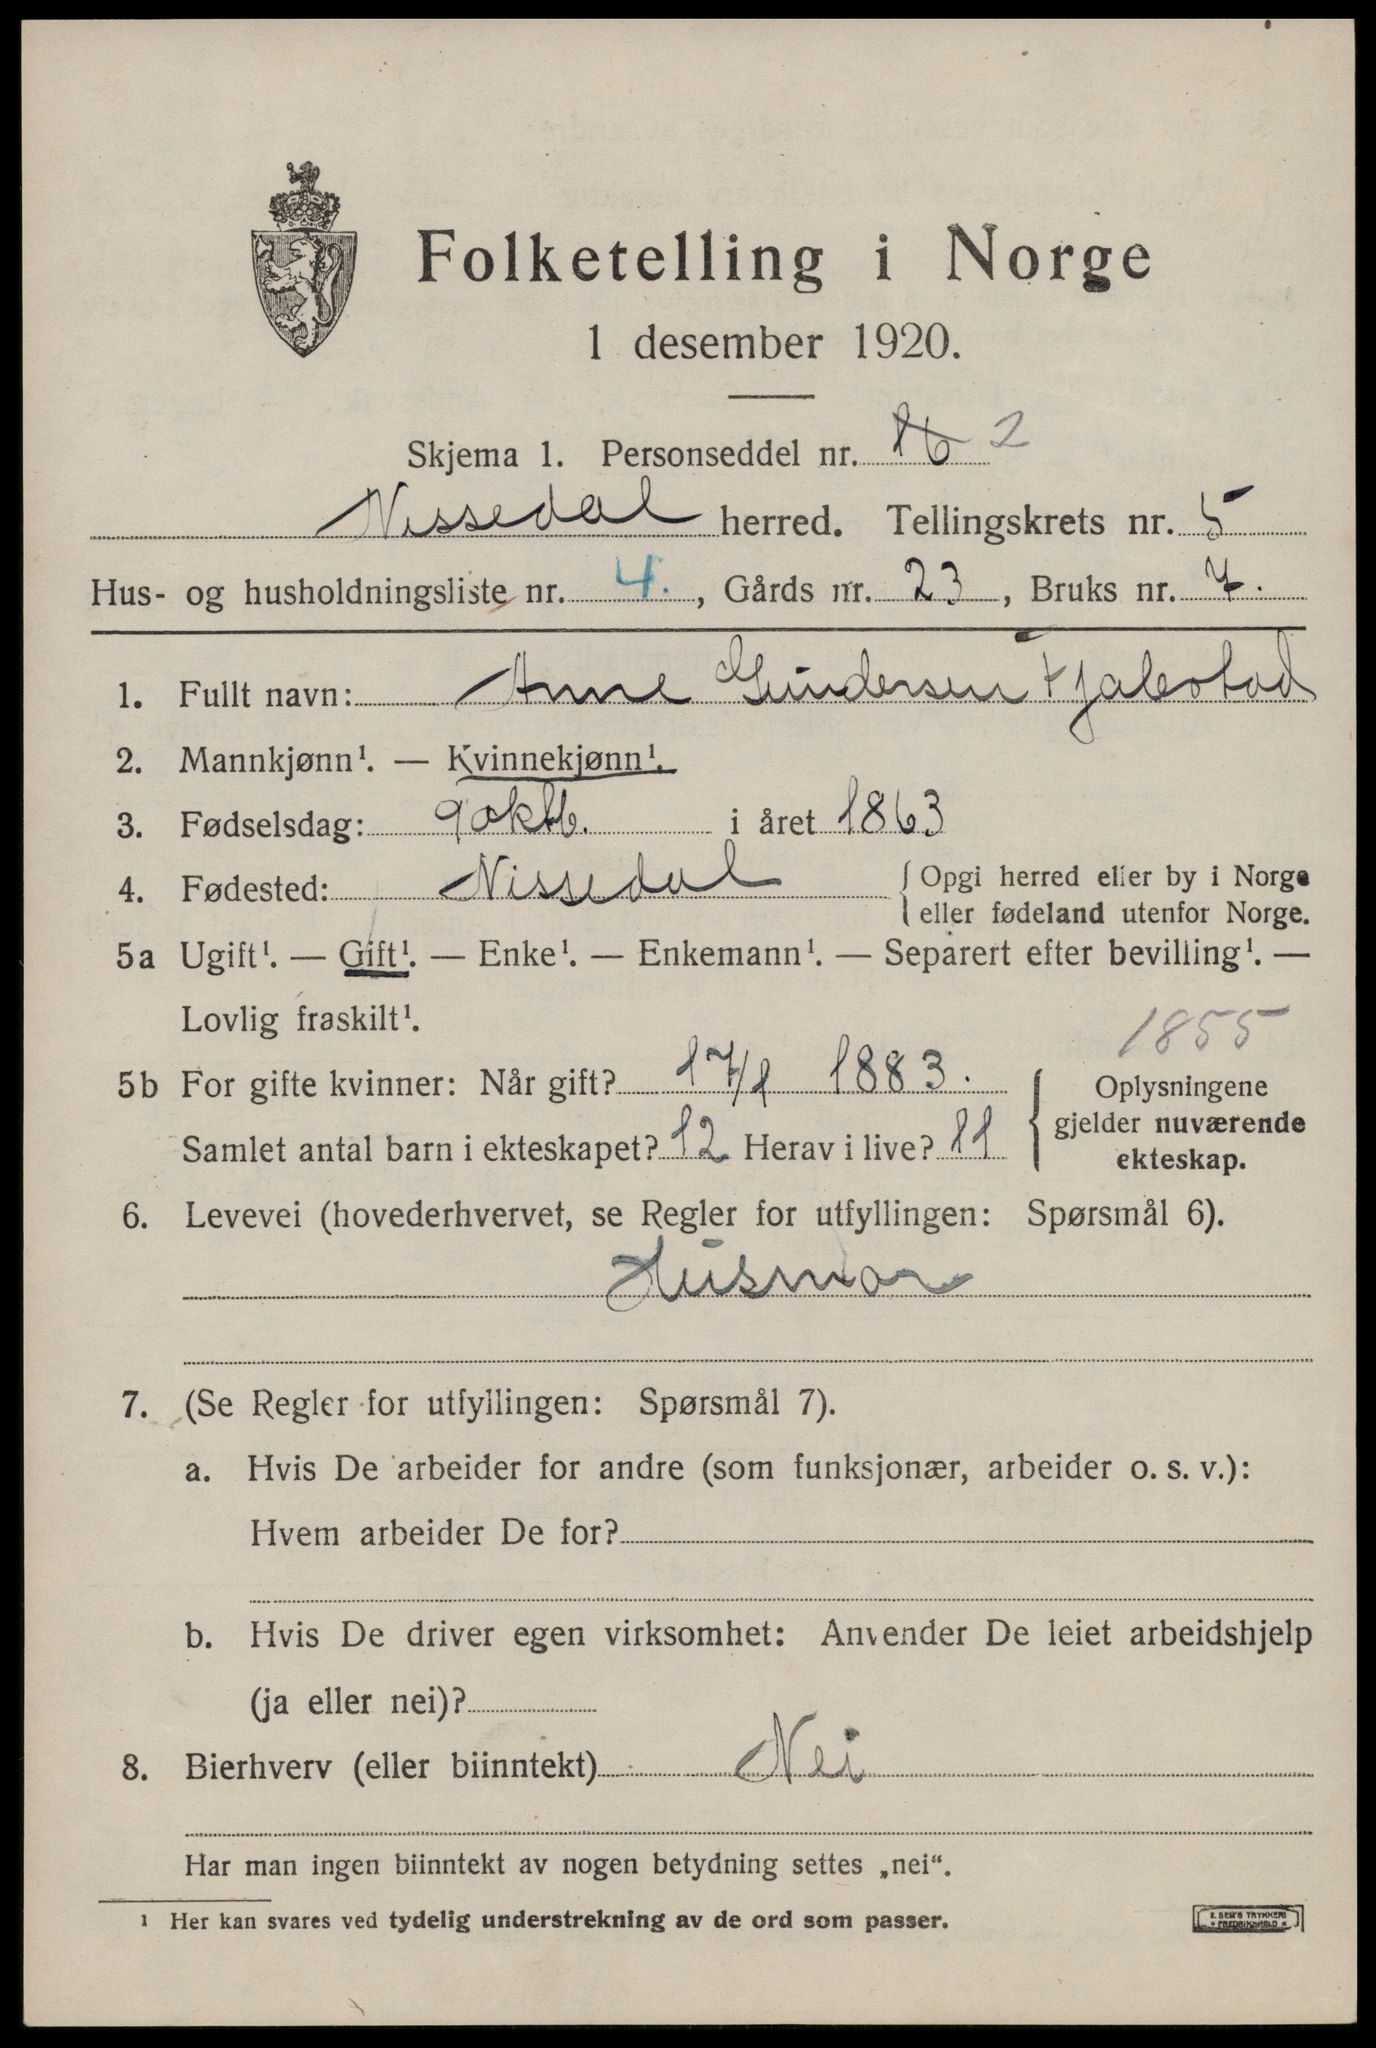 Folketelling i Norge
1 desember 1920.
Skjema 1. Personseddel nr. 16 2
Nissedal herred. Tellingskrets nr. 5
Hus- og husholdningsliste nr. 4. , Gårds nr. 23 , Bruks nr. 7.
1. Fullt navn: Anne Gundersen Fjalestad
2. Mannkjønn¹. — Kvinnekjønn¹.
3. Fødselsdag: 9 oktb. i året 1863
4. Fødested: Nissedal { Opgi herred eller by i Norge
eller fødeland utenfor Norge.
5a Ugift¹. — Gift¹. — Enke¹. — Enkemann¹. — Separert efter bevilling¹. —
Lovlig fraskilt¹.
1855
5b For gifte kvinner: Når gift? 17/1 1883. { Oplysningene
gjelder nuværende
Samlet antal barn i ekteskapet? 12 Herav i live? 11
ekteskap.
6. Levevei (hovederhvervet, se Regler for utfyllingen: Spørsmål 6).
Husmor
7. (Se Regler for utfyllingen: Spørsmål 7).
a. Hvis De arbeider for andre (som funksjonær, arbeider o. s. v.):
Hvem arbeider De for?
b. Hvis De driver egen virksomhet: Anvender De leiet arbeidshjelp
(ja eller nei)?
8. Bierhverv (eller biinntekt) Nei
Har man ingen biinntekt av nogen betydning settes „nei“.
¹ Her kan svares ved tydelig understrekning av de ord som passer.
E. SEM'S TRYKKERI
FREDRIKSHALD